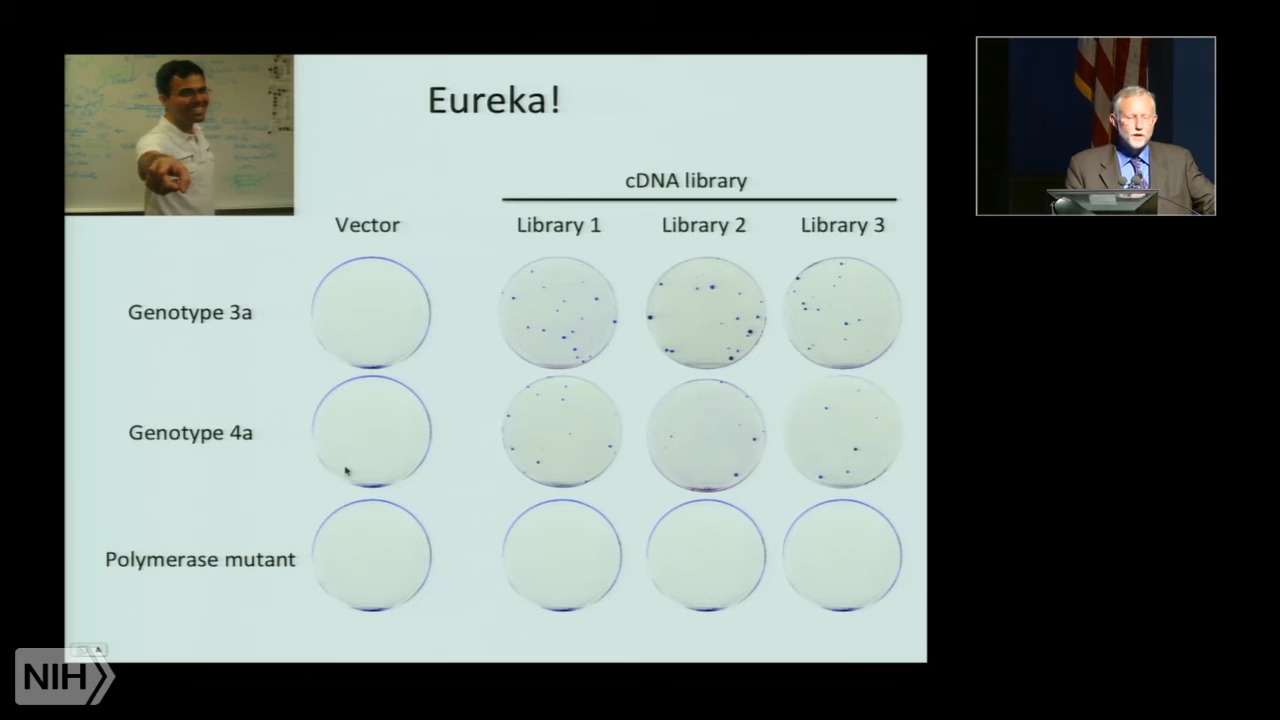 Eureka!
cDNA library
Vector
Library 1
Library 2
Library 3
Genotype 3a
Genotype 4a
Polymerase mutant
NIH